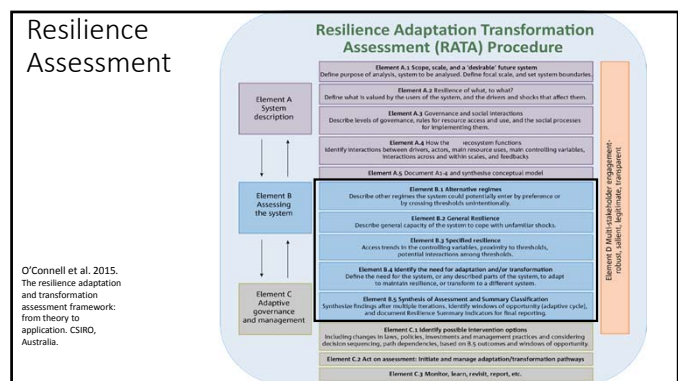 Resilience
Assessment
O'Connell et al. 2015.
The resilience adaptation
and transformation
assessment framework:
from theory to
application. CSIRO,
Australia.
Resilience Adaptation Transformation
Assessment (RATA) Procedure
Element A
System
description
Element B
Assessing
the system
Element C
Adaptive
governance
and management
Element A.1 Scope, scale, and a 'desirable' future system
Define purpose of analysis, system to be analysed. Define focal scale, and set system boundaries.
Element A.2 Resilience of what, to what?
Define what is valued by the users of the system, and the drivers and shocks that affect them.
Element A.3 Governance and social interactions
Describe levels of governance, rules for resource access and use, and the social processes
for implementing them.
Element A.4 How the ecosystem functions
Identify interactions between drivers, actors, main resource uses, main controlling variables,
interactions across and within scales, and feedbacks
Element A.5 Document A1-4 and synthesise conceptual model
Element B.1 Alternative regimes
Describe other regimes the system could potentially enter by preference or
by crossing thresholds unintentionally.
Element B.2 General Resilience
Describe general capacity of the system to cope with unfamiliar shocks.
Element B.3 Specified resilience
Access trends in the controlling variables, proximity to thresholds,
potential interactions among thresholds.
Element B.4 Identify the need for adaptation and/or transformation
Define the need for the system, or any described parts of the system, to adapt
to maintain resilience, or transform to a different system.
Element B.5 Synthesis of Assessment and Summary Classification
Synthesize findings after multiple iterations. Identify windows of opportunity (adaptive cycle),
and document Resilience Summary Indicators for final reporting.
Element C.1 Identify possible intervention options
Including changes in laws, policies, investments and management practices and considering
decision sequencing, path dependencies, based on B.5 outcomes and windows of opportunity.
Element C.2 Act on assessment: Initiate and manage adaptation/transformation pathways
Element C.3 Monitor, learn, revisit, report, etc.
Element D Multi-stakeholder engagement-
robust, salient, legitimate, transparent